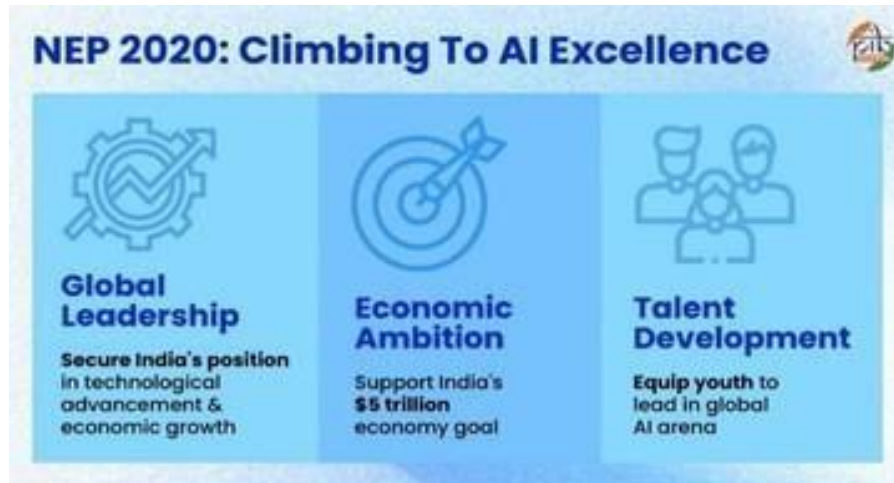 NEP 2020: Climbing To AI Excellence
Global
Leadership
Secure India's position
in technological
advancement &
economic growth
Economic
Ambition
Support India's
$5 trillion
economy goal
Talent
Development
Equip youth to
lead in global
AI arena